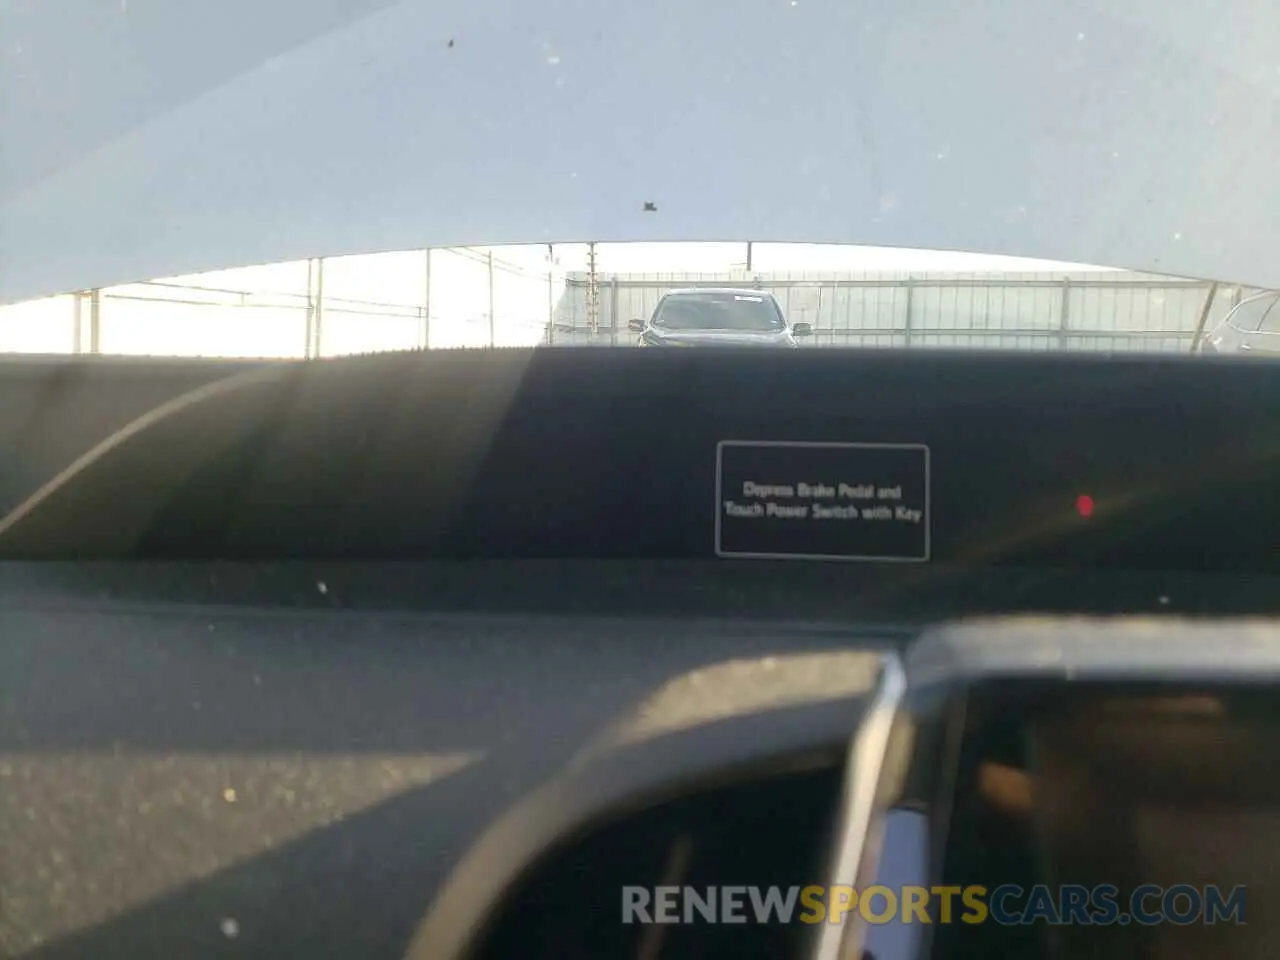 Depress Brake Pedal and
Touch Power Switch with Key
RENEWSPORTSCARS.COM